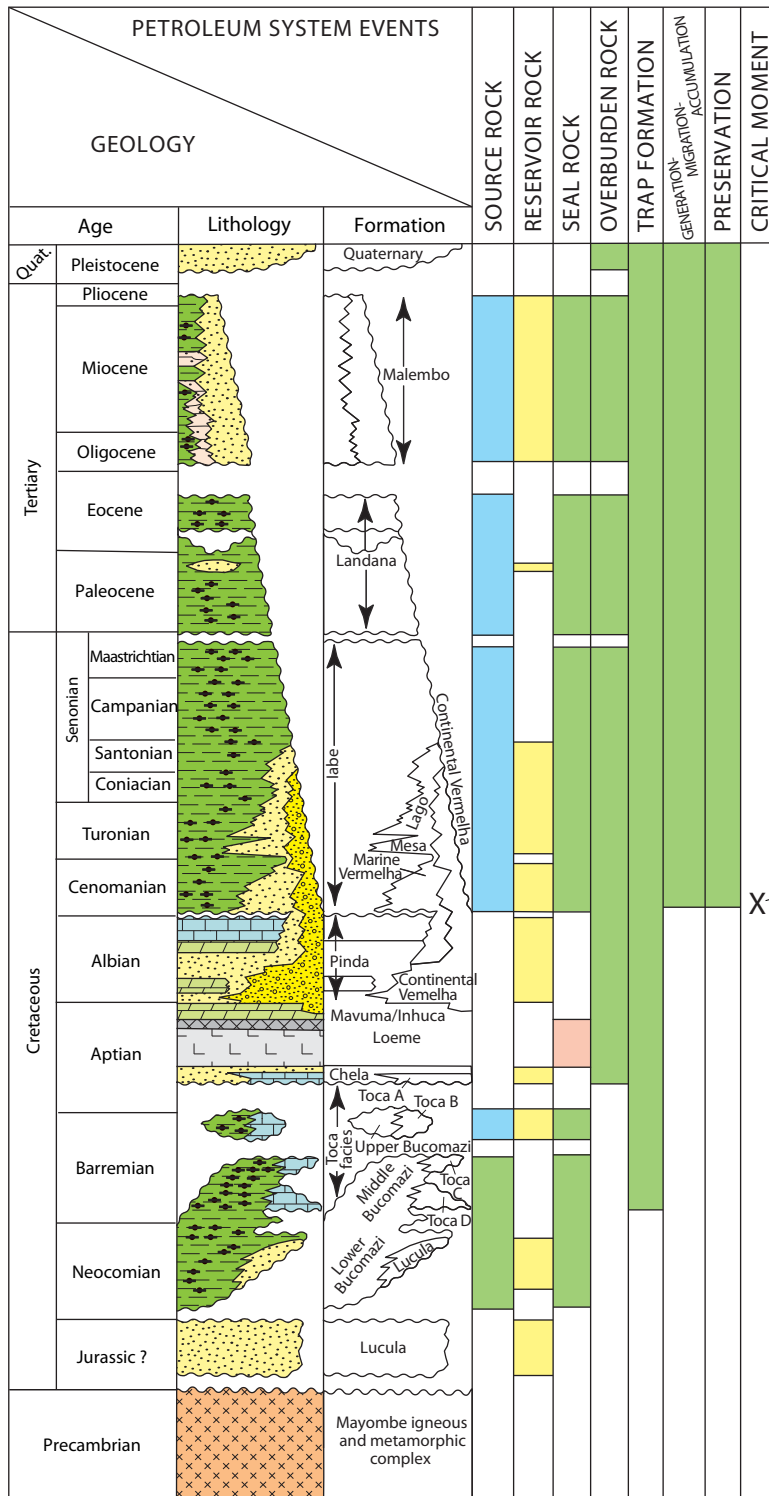 PETROLEUM SYSTEM EVENTS
GEOLOGY
SOURCE ROCK
RESERVOIR ROCK
SEAL ROCK
OVERBURDEN ROCK
TRAP FORMATION
GENERATION-
MIGRATION-
ACCUMULATION
PRESERVATION
CRITICAL MOMENT
Age
Lithology
Formation
Quat.
Pleistocene
Quaternary
Tertiary
Pliocene
Miocene
Malembo
Oligocene
Eocene
Landana
Paleocene
Cretaceous
Senonian
Maastrichtian
Campanian
Santonian
Coniacian
Turonian
Cenomanian
Iabe
Continental Vermelha
Lago
Mesa
Marine
Vermelha
X
Albian
Pinda
Continental
Vemelha
Mavuma/Inhuca
Aptian
Loeme
Chela
Toca A
Toca B
Toca
facies
Upper Bucomazi
Barremian
Middle
Bucomazi
Toca
C
Toca D
Neocomian
Lower
Bucomazi
Lucula
Jurassic ?
Lucula
Precambrian
Mayombe igneous
and metamorphic
complex